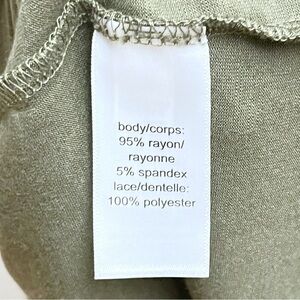 body/corps:
95% rayon/
rayonne
5% spandex
lace/dentelle:
100% polyester